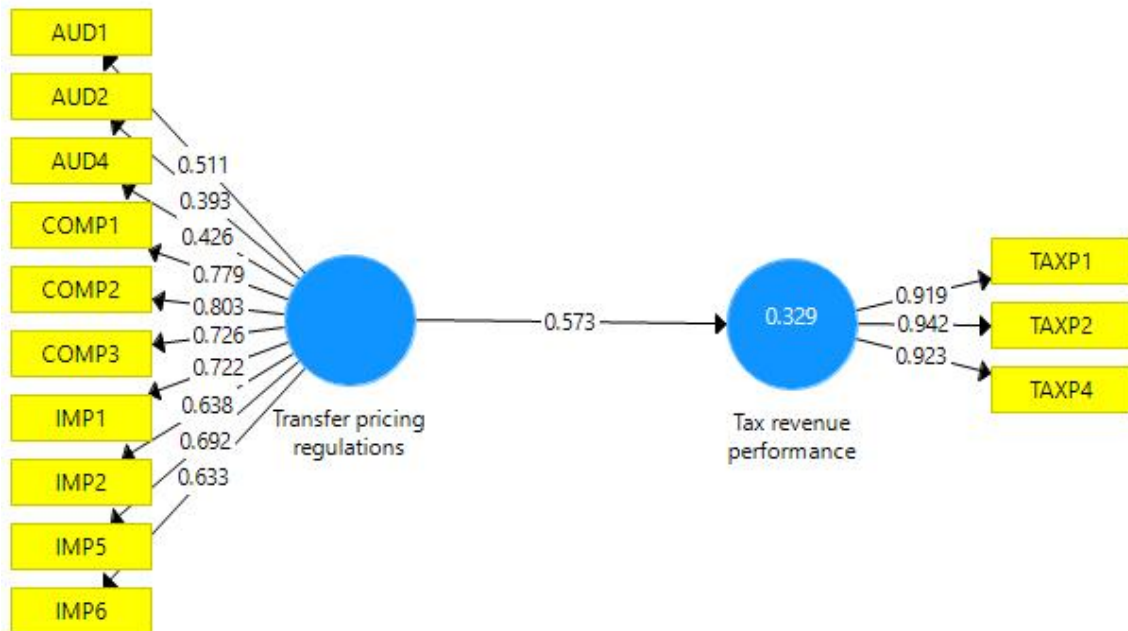 AUD1
AUD2
AUD4
COMP1
COMP2
COMP3
IMP1
IMP2
IMP5
IMP6
0.511
0.393
0.426
0.779
0.803
0.726
0.722
0.638
0.692
0.633
Transfer pricing
regulations
0.573
0.329
Tax revenue
performance
0.919
0.942
0.923
TAXP1
TAXP2
TAXP4